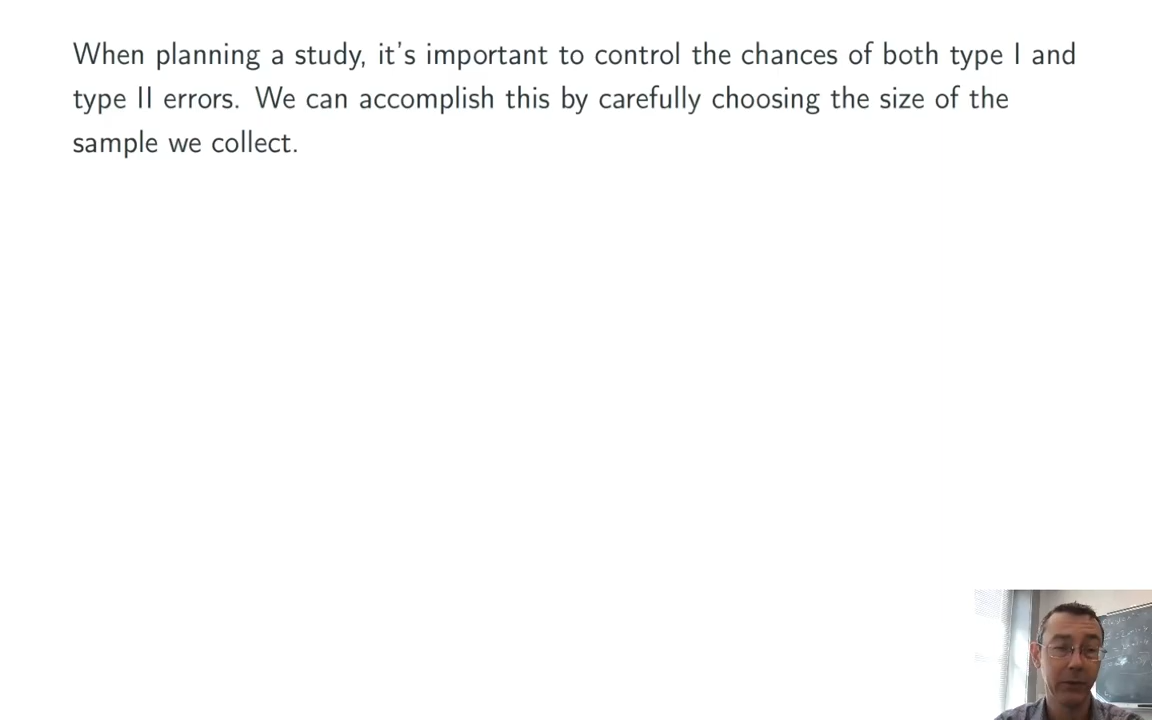 When planning a study, it's important to control the chances of both type I and
type II errors. We can accomplish this by carefully choosing the size of the
sample we collect.